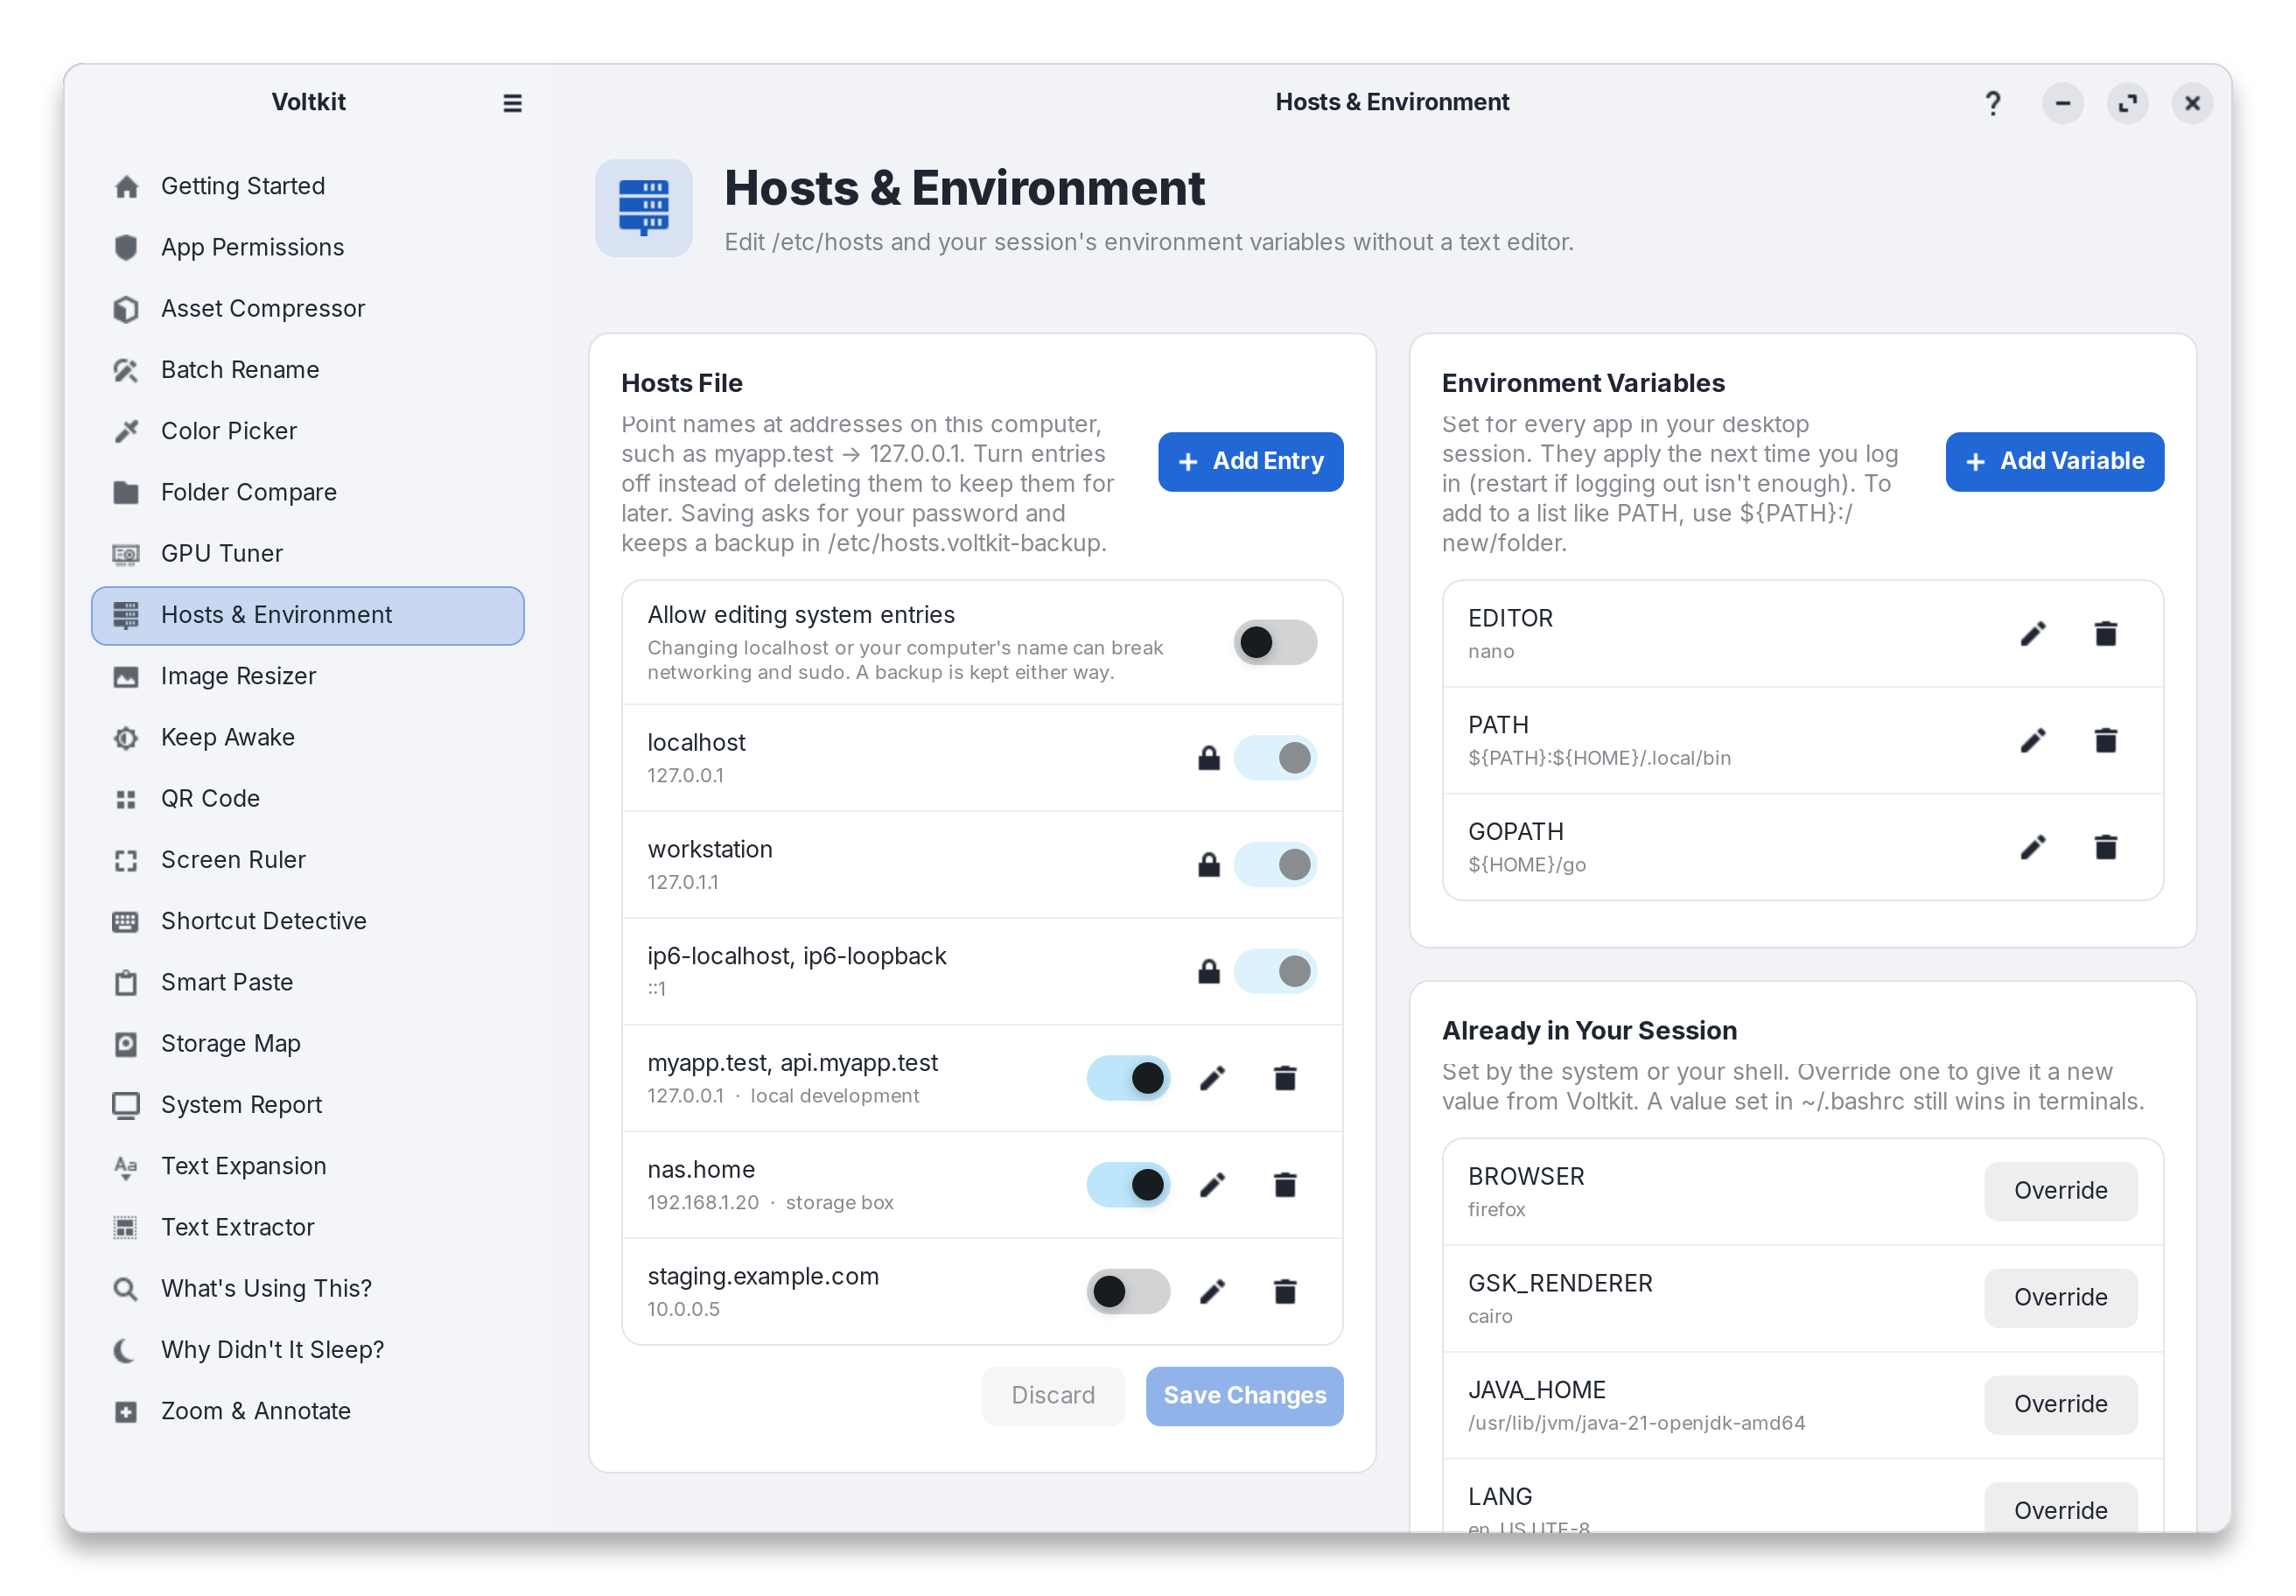 Voltkit
Hosts & Environment
?
Getting Started
App Permissions
Asset Compressor
Batch Rename
Color Picker
Folder Compare
GPU Tuner
Hosts & Environment
Image Resizer
Keep Awake
QR Code
Screen Ruler
Shortcut Detective
Smart Paste
Storage Map
System Report
Text Expansion
Text Extractor
What's Using This?
Why Didn't It Sleep?
Zoom & Annotate
Hosts & Environment
Edit /etc/hosts and your session's environment variables without a text editor.
Hosts File
Point names at addresses on this computer,
such as myapp.test → 127.0.0.1. Turn entries
off instead of deleting them to keep them for
later. Saving asks for your password and
keeps a backup in /etc/hosts.voltkit-backup.
Add Entry
Allow editing system entries
Changing localhost or your computer's name can break
networking and sudo. A backup is kept either way.
localhost
127.0.0.1
workstation
127.0.1.1
ip6-localhost, ip6-loopback
::1
myapp.test, api.myapp.test
127.0.0.1 · local development
nas.home
192.168.1.20 · storage box
staging.example.com
10.0.0.5
Discard
Save Changes
Environment Variables
Set for every app in your desktop
session. They apply the next time you log
in (restart if logging out isn't enough). To
add to a list like PATH, use ${PATH}:/
new/folder.
Add Variable
EDITOR
nano
PATH
${PATH}:${HOME}/.local/bin
GOPATH
${HOME}/go
Already in Your Session
Set by the system or your shell. Override one to give it a new
value from Voltkit. A value set in ~/.bashrc still wins in terminals.
BROWSER
firefox
Override
GSK_RENDERER
cairo
Override
JAVA_HOME
/usr/lib/jvm/java-21-openjdk-amd64
Override
LANG
en_US.UTF-8
Override